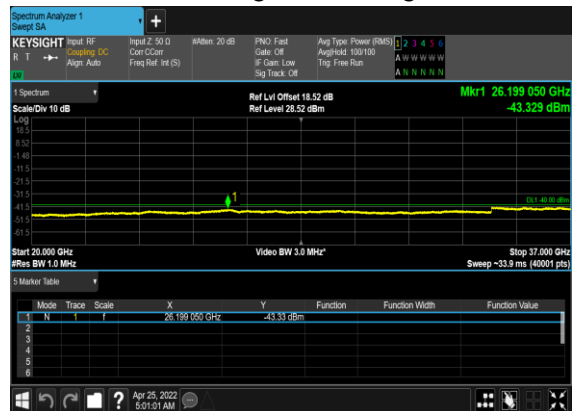 Spectrum Analyzer 1
Swept SA
KEYSIGHT Input: RF Input Z: 50 Ω #Atten: 20 dB PNO: Fast Avg Type: Power (RMS) 1 2 3 4 5 6
R T Coupling: DC Corr CCorr Gate: Off Avg|Hold: 100/100 A W W W W W
Align: Auto Freq Ref: Int (S) IF Gain: Low Trig: Free Run
Sig Track: Off A N N N N N
1 Spectrum Ref Lvl Offset 18.52 dB Mkr1 26.199 050 GHz
Scale/Div 10 dB Ref Level 28.52 dBm -43.329 dBm
Log
18.5
8.52
-1.48
-11.5
-21.5
-31.5 1 DL1 -40.00 dBm
-41.5
-51.5
-61.5
Start 20.000 GHz Video BW 3.0 MHz* Stop 37.000 GHz
#Res BW 1.0 MHz Sweep ~33.9 ms (40001 pts)
5 Marker Table
Mode Trace Scale X Y Function Function Width Function Value
1 N 1 f 26.199 050 GHz -43.33 dBm
2
3
4
5
6
? Apr 25, 2022
5:01:01 AM